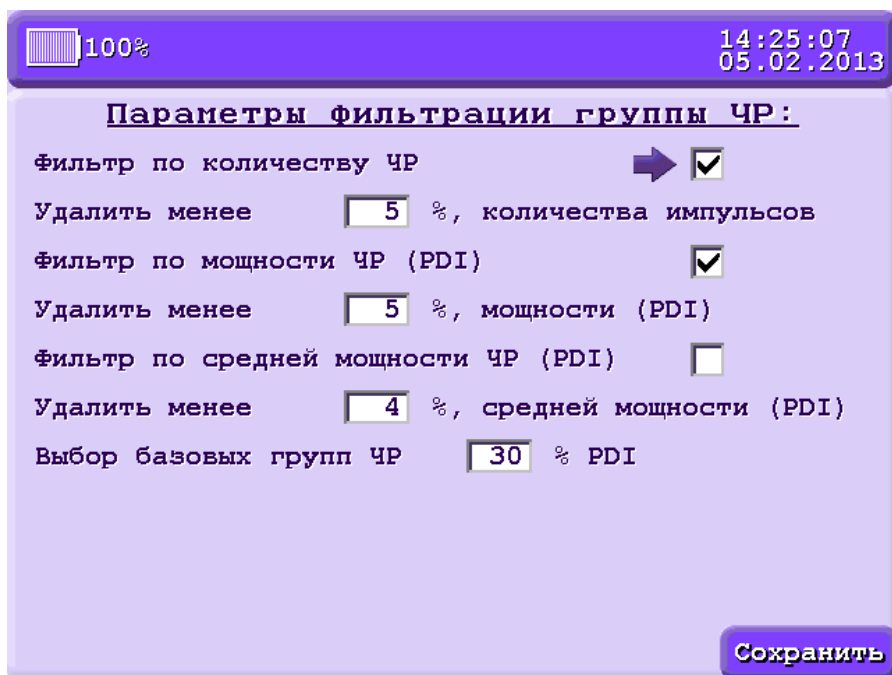 100%
14:25:07
05.02.2013
Параметры фильтрации группы ЧР:
Фильтр по количеству ЧР
Удалить менее 5 %, количества импульсов
Фильтр по мощности ЧР (PDI)
Удалить менее 5 %, мощности (PDI)
Фильтр по средней мощности ЧР (PDI)
Удалить менее 4 %, средней мощности (PDI)
Выбор базовых групп ЧР 30 % PDI
Сохранить